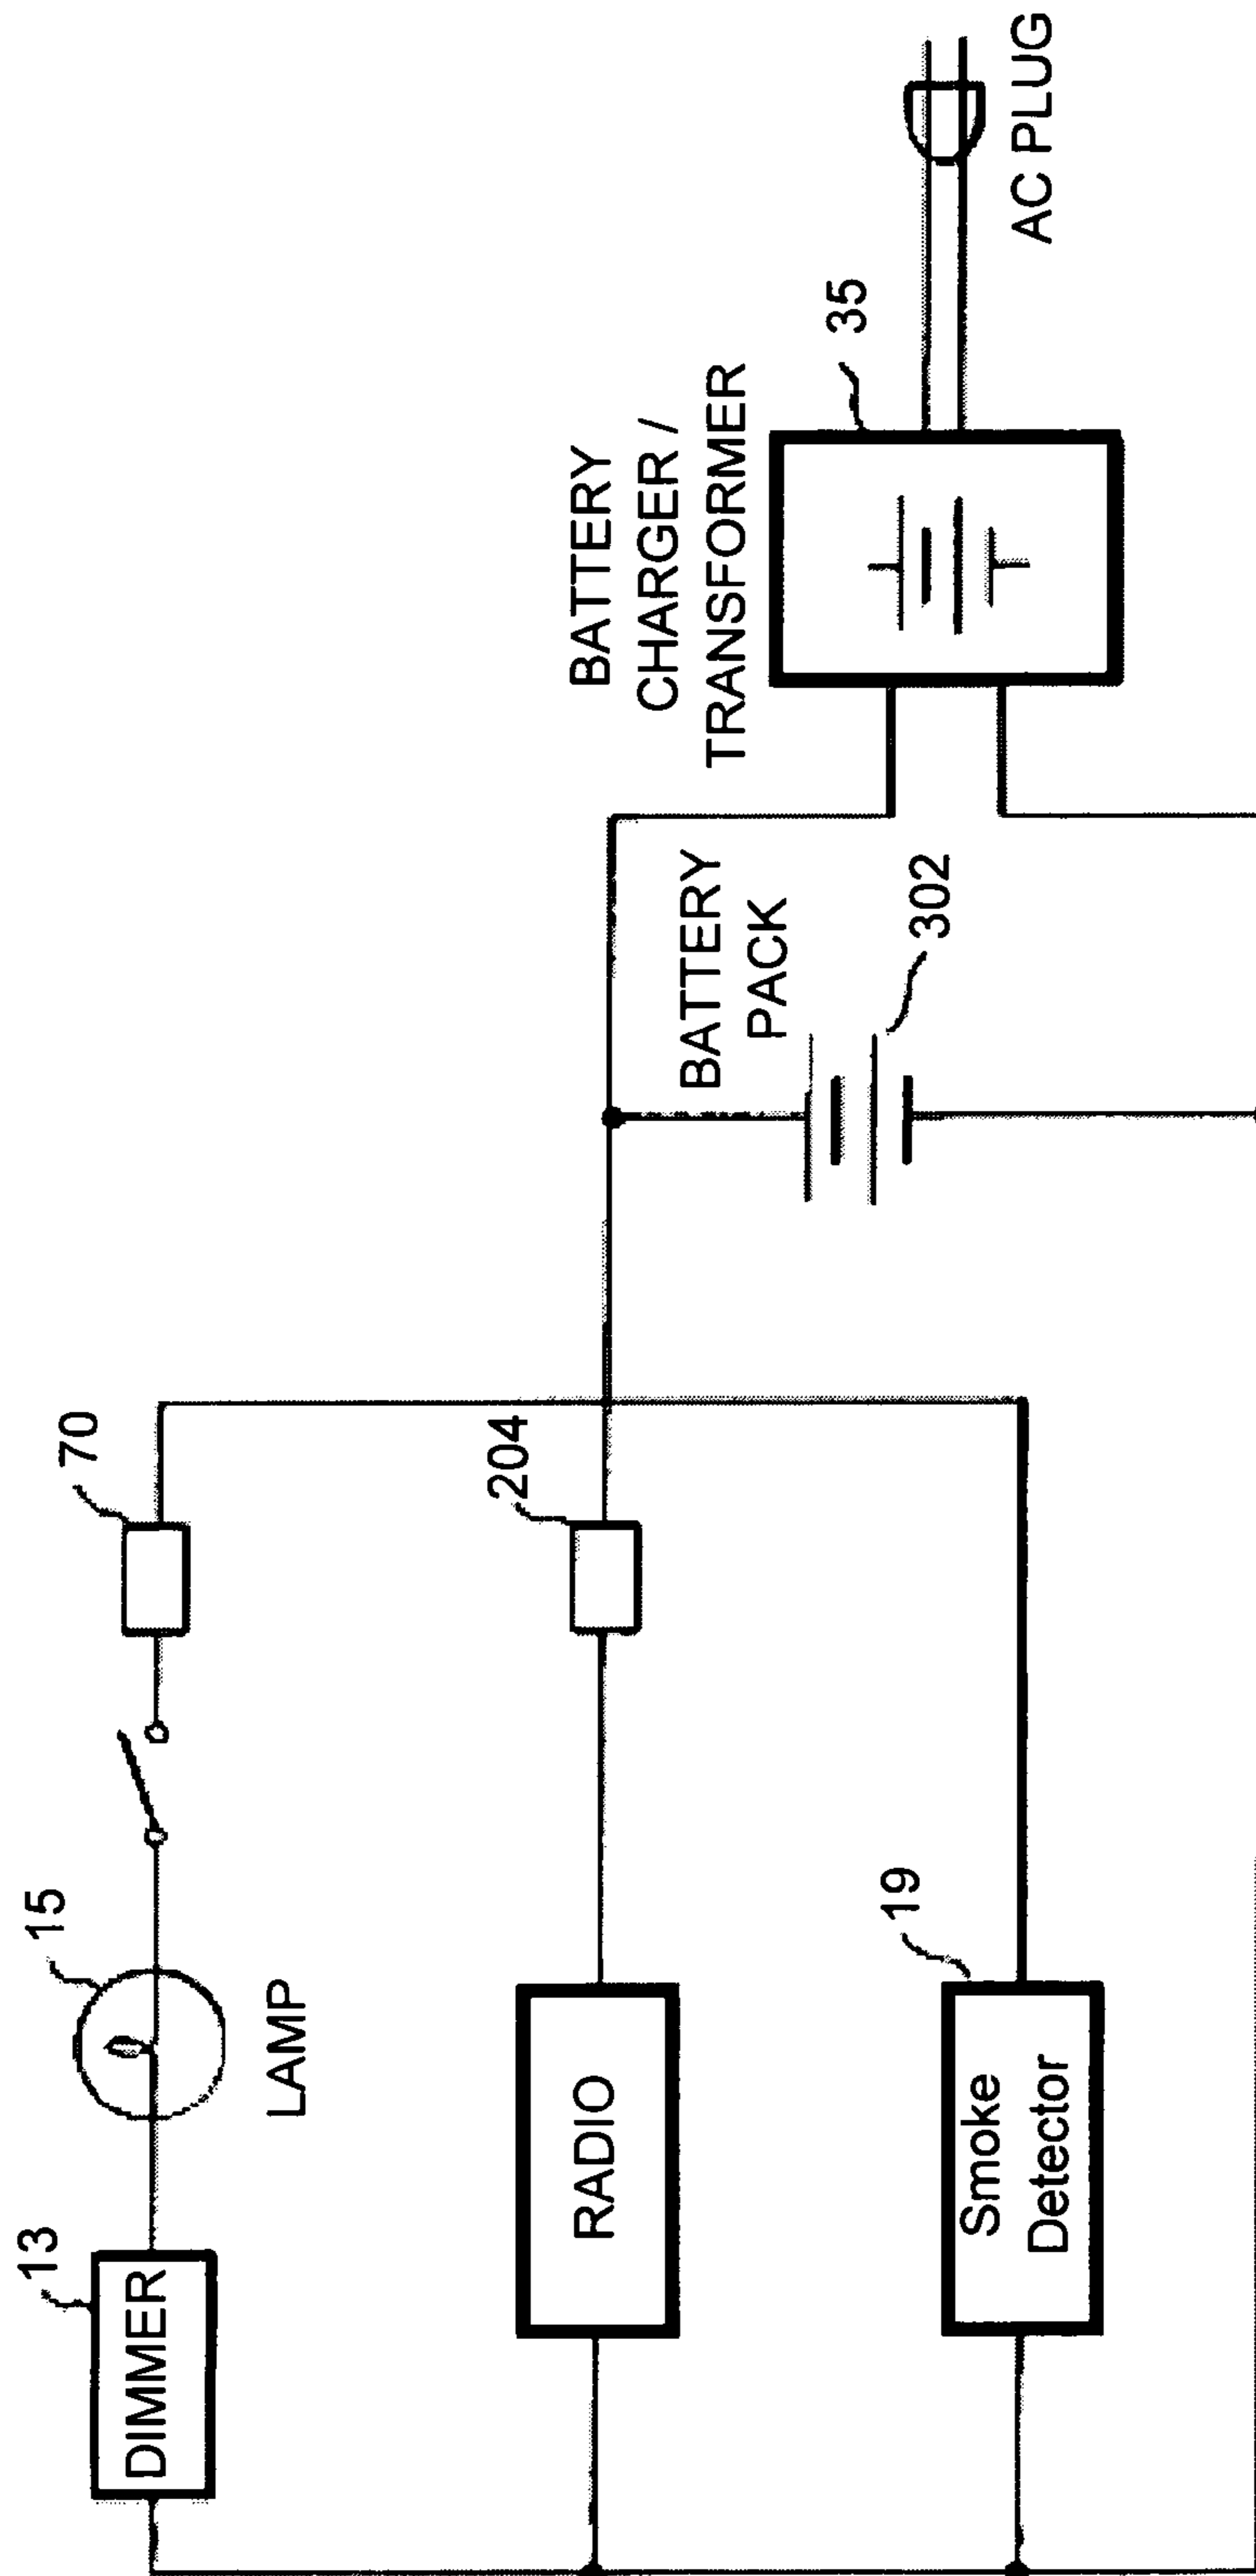 13
DIMMER
15
LAMP
70
RADIO
204
19
Smoke
Detector
BATTERY
PACK
302
BATTERY
CHARGER /
TRANSFORMER
35
AC PLUG